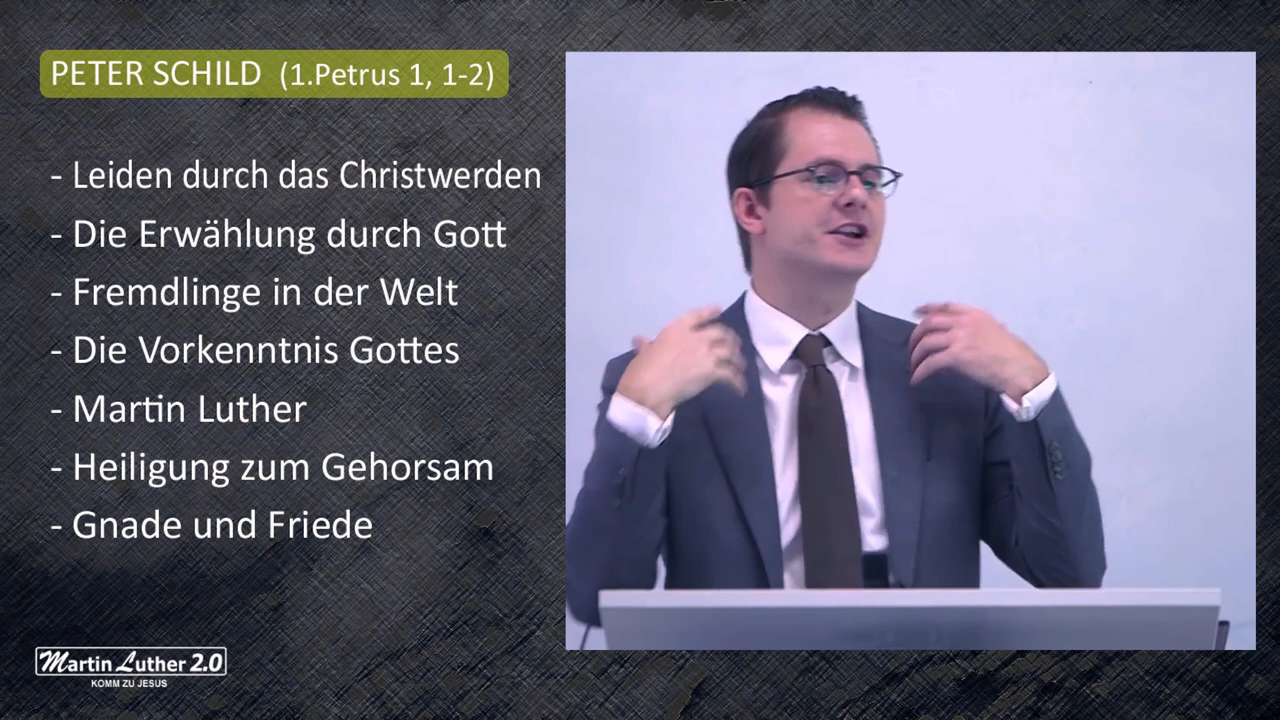 PETER SCHILD (1.Petrus 1, 1-2)
- Leiden durch das Christwerden
- Die Erwählung durch Gott
- Fremdlinge in der Welt
- Die Vorkenntnis Gottes
- Martin Luther
- Heiligung zum Gehorsam
- Gnade und Friede
Martin Luther 2.0
KOMM ZU JESUS